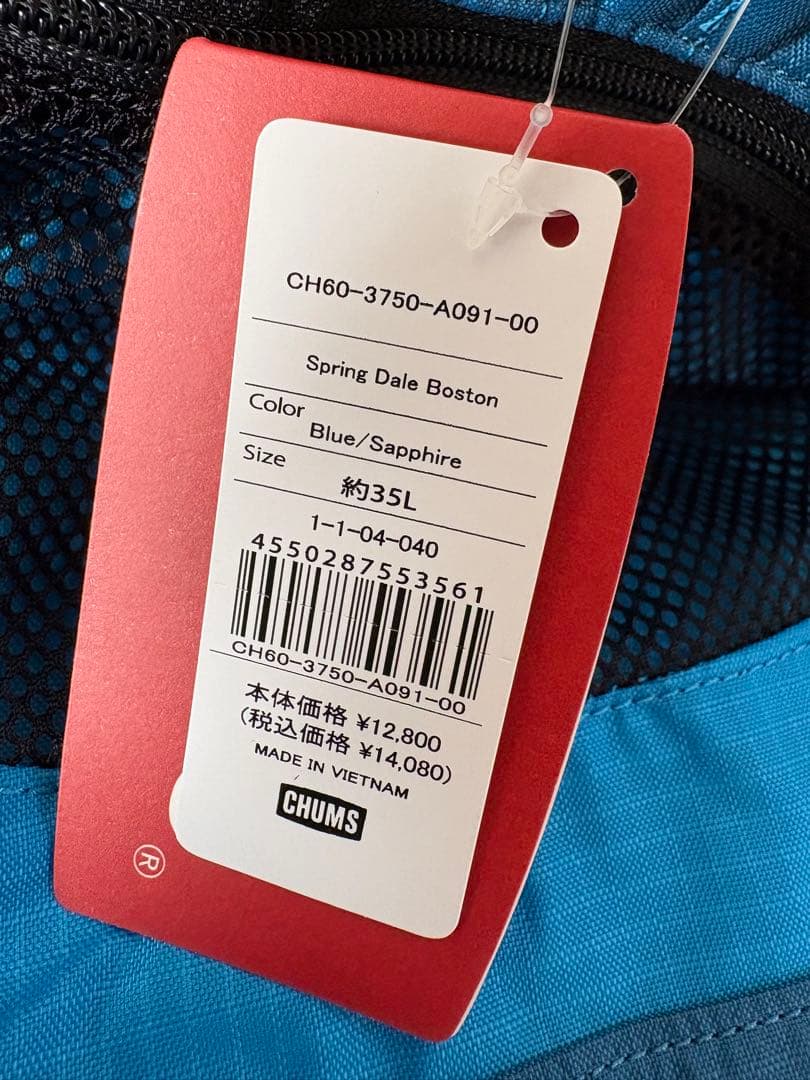 CH60-3750-A091-00
Spring Dale Boston
Color
Blue/Sapphire
Size
約35L
1-1-04-040
4550287553561
CH60-3750-A091-00
本体価格 ¥12,800
(税込価格 ¥14,080)
MADE IN VIETNAM
CHUMS
®